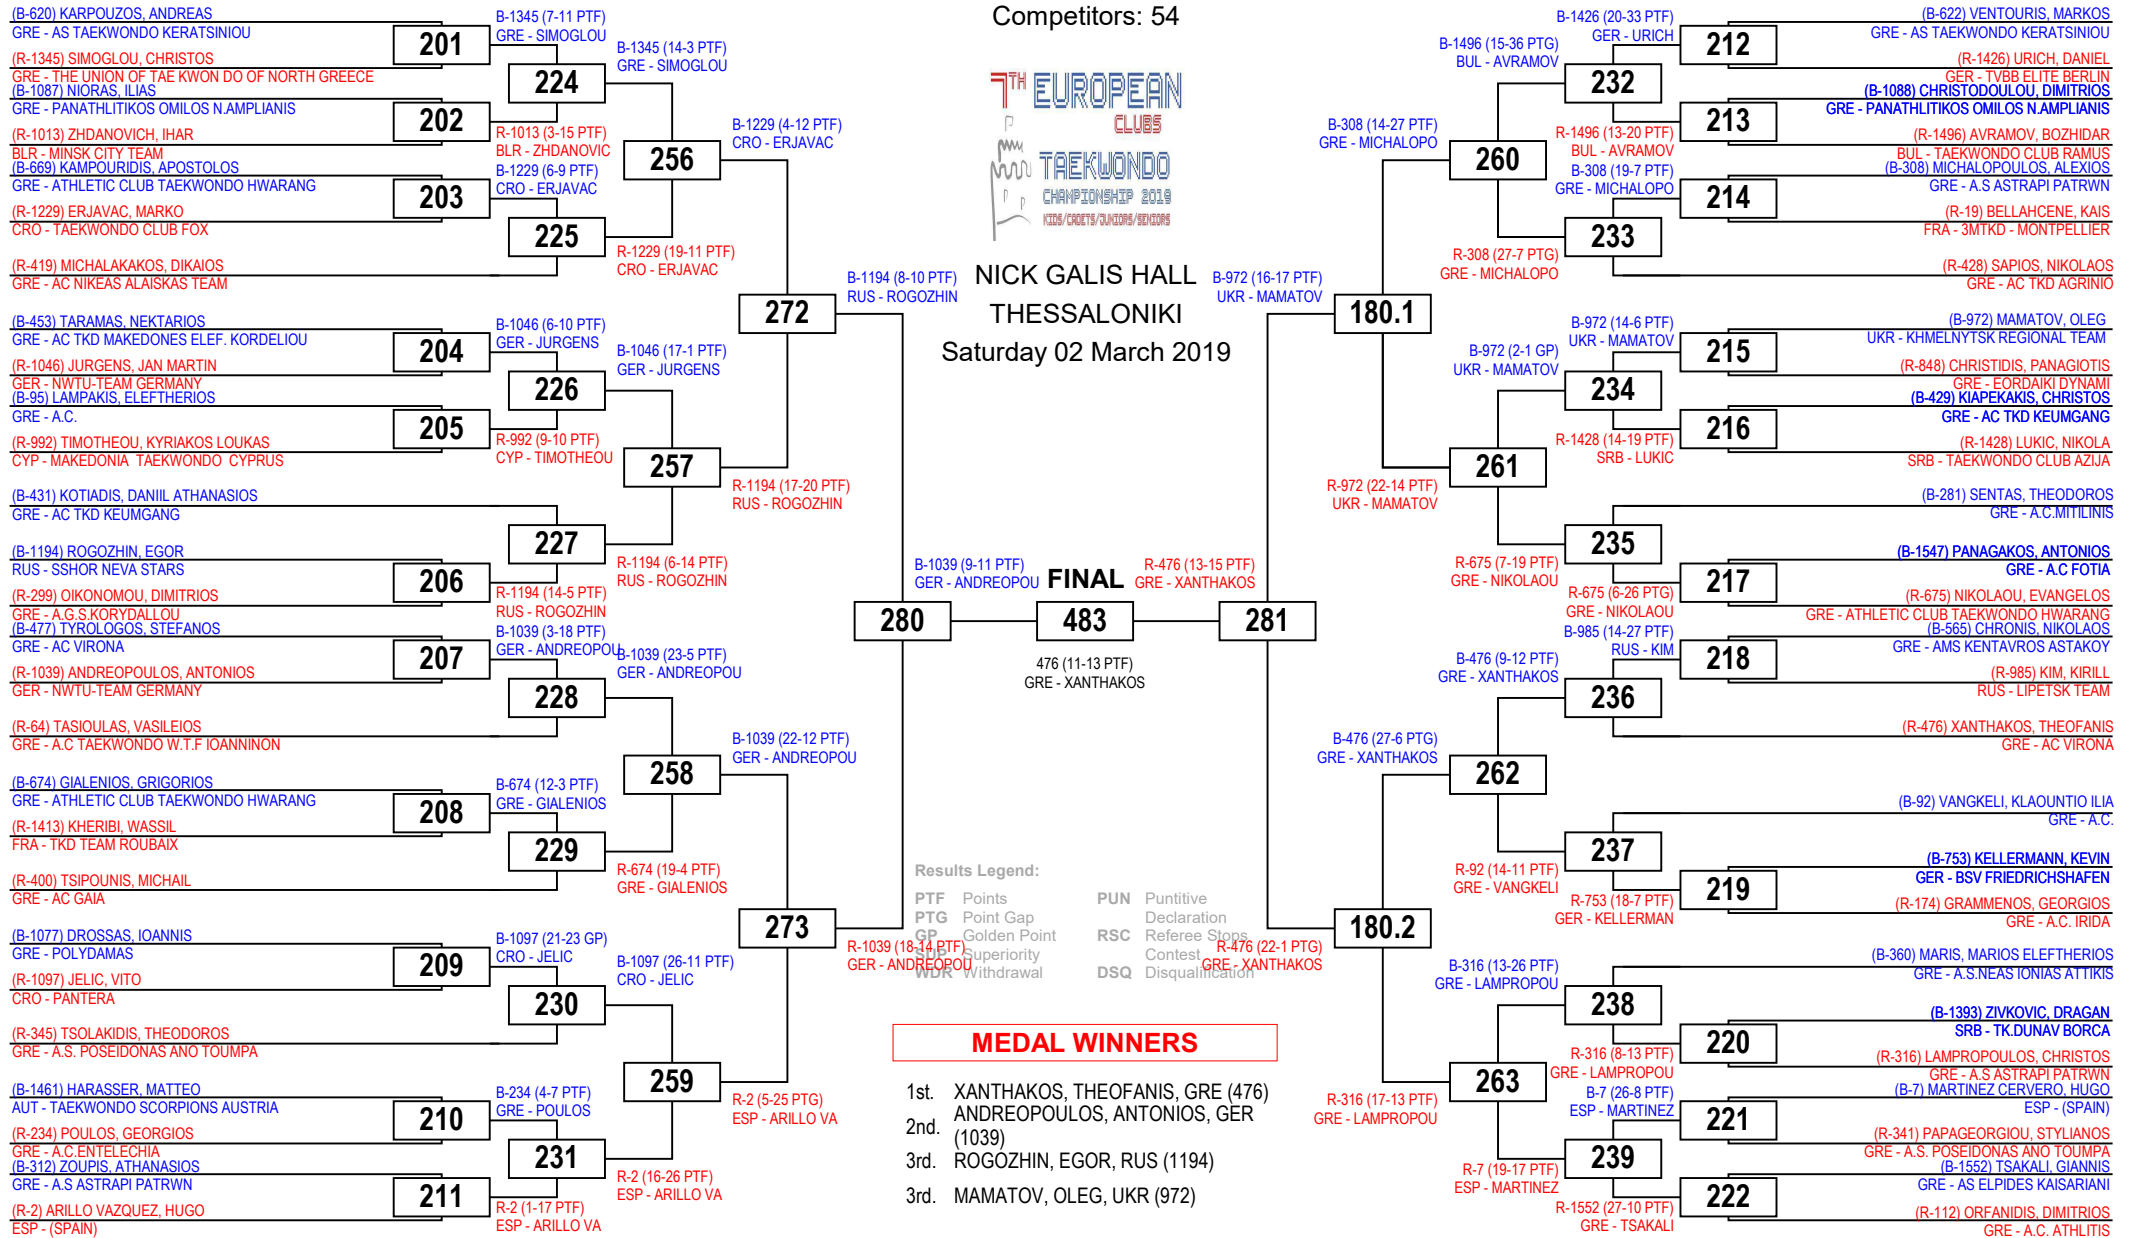 (B-620) KARPOUZOS, ANDREAS
GRE - AS TAEKWONDO KERATSINIOU
(R-1345) SIMOGLOU, CHRISTOS
GRE - THE UNION OF TAE KWON DO OF NORTH GREECE
(B-1087) NIORAS, ILIAS
GRE - PANATHLITIKOS OMILOS N.AMPLIANIS
(R-1013) ZHDANOVICH, IHAR
BLR - MINSK CITY TEAM
(B-669) KAMPOURIDIS, APOSTOLOS
GRE - ATHLETIC CLUB TAEKWONDO HWARANG
(R-1229) ERJAVAC, MARKO
CRO - TAEKWONDO CLUB FOX
(R-419) MICHALAKAKOS, DIKAIOS
GRE - AC NIKEAS ALAISKAS TEAM
(B-453) TARAMAS, NEKTARIOS
GRE - AC TKD MAKEDONES ELEF. KORDELIOU
(R-1046) JURGENS, JAN MARTIN
GER - NWTU-TEAM GERMANY
(B-95) LAMPAKIS, ELEFTHERIOS
GRE - A.C.
(R-992) TIMOTHEOU, KYRIAKOS LOUKAS
CYP - MAKEDONIA  TAEKWONDO  CYPRUS
(B-431) KOTIADIS, DANIIL ATHANASIOS
GRE - AC TKD KEUMGANG
(B-1194) ROGOZHIN, EGOR
RUS - SSHOR NEVA STARS
(R-299) OIKONOMOU, DIMITRIOS
GRE - A.G.S.KORYDALLOU
(B-477) TYROLOGOS, STEFANOS
GRE - AC VIRONA
(R-1039) ANDREOPOULOS, ANTONIOS
GER - NWTU-TEAM GERMANY
(R-64) TASIOULAS, VASILEIOS
GRE - A.C TAEKWONDO W.T.F IOANNINON
(B-674) GIALENIOS, GRIGORIOS
GRE - ATHLETIC CLUB TAEKWONDO HWARANG
(R-1413) KHERIBI, WASSIL
FRA - TKD TEAM ROUBAIX
(R-400) TSIPOUNIS, MICHAIL
GRE - AC GAIA
(B-1077) DROSSAS, IOANNIS
GRE - POLYDAMAS
(R-1097) JELIC, VITO
CRO - PANTERA
(R-345) TSOLAKIDIS, THEODOROS
GRE - A.S. POSEIDONAS ANO TOUMPA
(B-1461) HARASSER, MATTEO
AUT - TAEKWONDO SCORPIONS AUSTRIA
(R-234) POULOS, GEORGIOS
GRE - A.C.ENTELECHIA
(B-312) ZOUPIS, ATHANASIOS
GRE - A.S ASTRAPI PATRWN
(R-2) ARILLO VAZQUEZ, HUGO
ESP - (SPAIN)
201
202
203
204
205
206
207
208
209
210
211
B-1345 (7-11 PTF)
GRE - SIMOGLOU
R-1013 (3-15 PTF)
BLR - ZHDANOVIC
B-1229 (6-9 PTF)
CRO - ERJAVAC
B-1046 (6-10 PTF)
GER - JURGENS
R-992 (9-10 PTF)
CYP - TIMOTHEOU
R-1194 (14-5 PTF)
RUS - ROGOZHIN
B-1039 (3-18 PTF)
GER - ANDREOPOU
B-674 (12-3 PTF)
GRE - GIALENIOS
B-1097 (21-23 GP)
CRO - JELIC
B-234 (4-7 PTF)
GRE - POULOS
R-2 (1-17 PTF)
ESP - ARILLO VA
224
225
226
227
228
229
230
231
B-1345 (14-3 PTF)
GRE - SIMOGLOU
R-1229 (19-11 PTF)
CRO - ERJAVAC
B-1046 (17-1 PTF)
GER - JURGENS
R-1194 (6-14 PTF)
RUS - ROGOZHIN
B-1039 (23-5 PTF)
GER - ANDREOPOU
R-674 (19-4 PTF)
GRE - GIALENIOS
B-1097 (26-11 PTF)
CRO - JELIC
R-2 (16-26 PTF)
ESP - ARILLO VA
256
257
258
259
B-1229 (4-12 PTF)
CRO - ERJAVAC
R-1194 (17-20 PTF)
RUS - ROGOZHIN
B-1039 (22-12 PTF)
GER - ANDREOPOU
R-2 (5-25 PTG)
ESP - ARILLO VA
272
273
B-1194 (8-10 PTF)
RUS - ROGOZHIN
R-1039 (18-14 PTF)
GER - ANDREOPOU
280
B-1039 (9-11 PTF)
GER - ANDREOPOU
Competitors: 54
7TH EUROPEAN
CLUBS
TAEKWONDO
CHAMPIONSHIP 2019
KIDS/CADETS/JUNIORS/SENIORS
NICK GALIS HALL
THESSALONIKI
Saturday 02 March 2019
FINAL
483
476 (11-13 PTF)
GRE - XANTHAKOS
Results Legend:
PTF Points
PTG Point Gap
GP Golden Point
SUP Superiority
WDR Withdrawal
PUN Puntitive
Declaration
RSC Referee Stops
Contest
DSQ Disqualification
MEDAL WINNERS
1st. XANTHAKOS, THEOFANIS, GRE (476)
2nd. ANDREOPOULOS, ANTONIOS, GER
(1039)
3rd. ROGOZHIN, EGOR, RUS (1194)
3rd. MAMATOV, OLEG, UKR (972)
R-476 (13-15 PTF)
GRE - XANTHAKOS
281
B-972 (16-17 PTF)
UKR - MAMATOV
R-476 (22-1 PTG)
GRE - XANTHAKOS
180.1
180.2
B-308 (14-27 PTF)
GRE - MICHALOPO
R-972 (22-14 PTF)
UKR - MAMATOV
B-476 (27-6 PTG)
GRE - XANTHAKOS
R-316 (17-13 PTF)
GRE - LAMPROPOU
260
261
262
263
B-1496 (15-36 PTG)
BUL - AVRAMOV
R-308 (27-7 PTG)
GRE - MICHALOPO
B-972 (2-1 GP)
UKR - MAMATOV
R-675 (7-19 PTF)
GRE - NIKOLAOU
B-476 (9-12 PTF)
GRE - XANTHAKOS
R-92 (14-11 PTF)
GRE - VANGKELI
B-316 (13-26 PTF)
GRE - LAMPROPOU
R-7 (19-17 PTF)
ESP - MARTINEZ
232
233
234
235
236
237
238
239
B-1426 (20-33 PTF)
GER - URICH
R-1496 (13-20 PTF)
BUL - AVRAMOV
B-308 (19-7 PTF)
GRE - MICHALOPO
B-972 (14-6 PTF)
UKR - MAMATOV
R-1428 (14-19 PTF)
SRB - LUKIC
R-675 (6-26 PTG)
GRE - NIKOLAOU
B-985 (14-27 PTF)
RUS - KIM
R-753 (18-7 PTF)
GER - KELLERMAN
R-316 (8-13 PTF)
GRE - LAMPROPOU
B-7 (26-8 PTF)
ESP - MARTINEZ
R-1552 (27-10 PTF)
GRE - TSAKALI
212
213
214
215
216
217
218
219
220
221
222
(B-622) VENTOURIS, MARKOS
GRE - AS TAEKWONDO KERATSINIOU
(R-1426) URICH, DANIEL
GER - TVBB ELITE BERLIN
(B-1088) CHRISTODOULOU, DIMITRIOS
GRE - PANATHLITIKOS OMILOS N.AMPLIANIS
(R-1496) AVRAMOV, BOZHIDAR
BUL - TAEKWONDO CLUB RAMUS
(B-308) MICHALOPOULOS, ALEXIOS
GRE - A.S ASTRAPI PATRWN
(R-19) BELLAHCENE, KAIS
FRA - 3MTKD - MONTPELLIER
(R-428) SAPIOS, NIKOLAOS
GRE - AC TKD AGRINIO
(B-972) MAMATOV, OLEG
UKR - KHMELNYTSK REGIONAL TEAM
(R-848) CHRISTIDIS, PANAGIOTIS
GRE - EORDAIKI DYNAMI
(B-429) KIAPEKAKIS, CHRISTOS
GRE - AC TKD KEUMGANG
(R-1428) LUKIC, NIKOLA
SRB - TAEKWONDO CLUB AZIJA
(B-281) SENTAS, THEODOROS
GRE - A.C.MITILINIS
(B-1547) PANAGAKOS, ANTONIOS
GRE - A.C FOTIA
(R-675) NIKOLAOU, EVANGELOS
GRE - ATHLETIC CLUB TAEKWONDO HWARANG
(B-565) CHRONIS, NIKOLAOS
GRE - AMS KENTAVROS ASTAKOY
(R-985) KIM, KIRILL
RUS - LIPETSK TEAM
(R-476) XANTHAKOS, THEOFANIS
GRE - AC VIRONA
(B-92) VANGKELI, KLAOUNTIO ILIA
GRE - A.C.
(B-753) KELLERMANN, KEVIN
GER - BSV FRIEDRICHSHAFEN
(R-174) GRAMMENOS, GEORGIOS
GRE - A.C. IRIDA
(B-360) MARIS, MARIOS ELEFTHERIOS
GRE - A.S.NEAS IONIAS ATTIKIS
(B-1393) ZIVKOVIC, DRAGAN
SRB - TK.DUNAV BORCA
(R-316) LAMPROPOULOS, CHRISTOS
GRE - A.S ASTRAPI PATRWN
(B-7) MARTINEZ CERVERO, HUGO
ESP - (SPAIN)
(R-341) PAPAGEORGIOU, STYLIANOS
GRE - A.S. POSEIDONAS ANO TOUMPA
(B-1552) TSAKALI, GIANNIS
GRE - AS ELPIDES KAISARIANI
(R-112) ORFANIDIS, DIMITRIOS
GRE - A.C. ATHLITIS